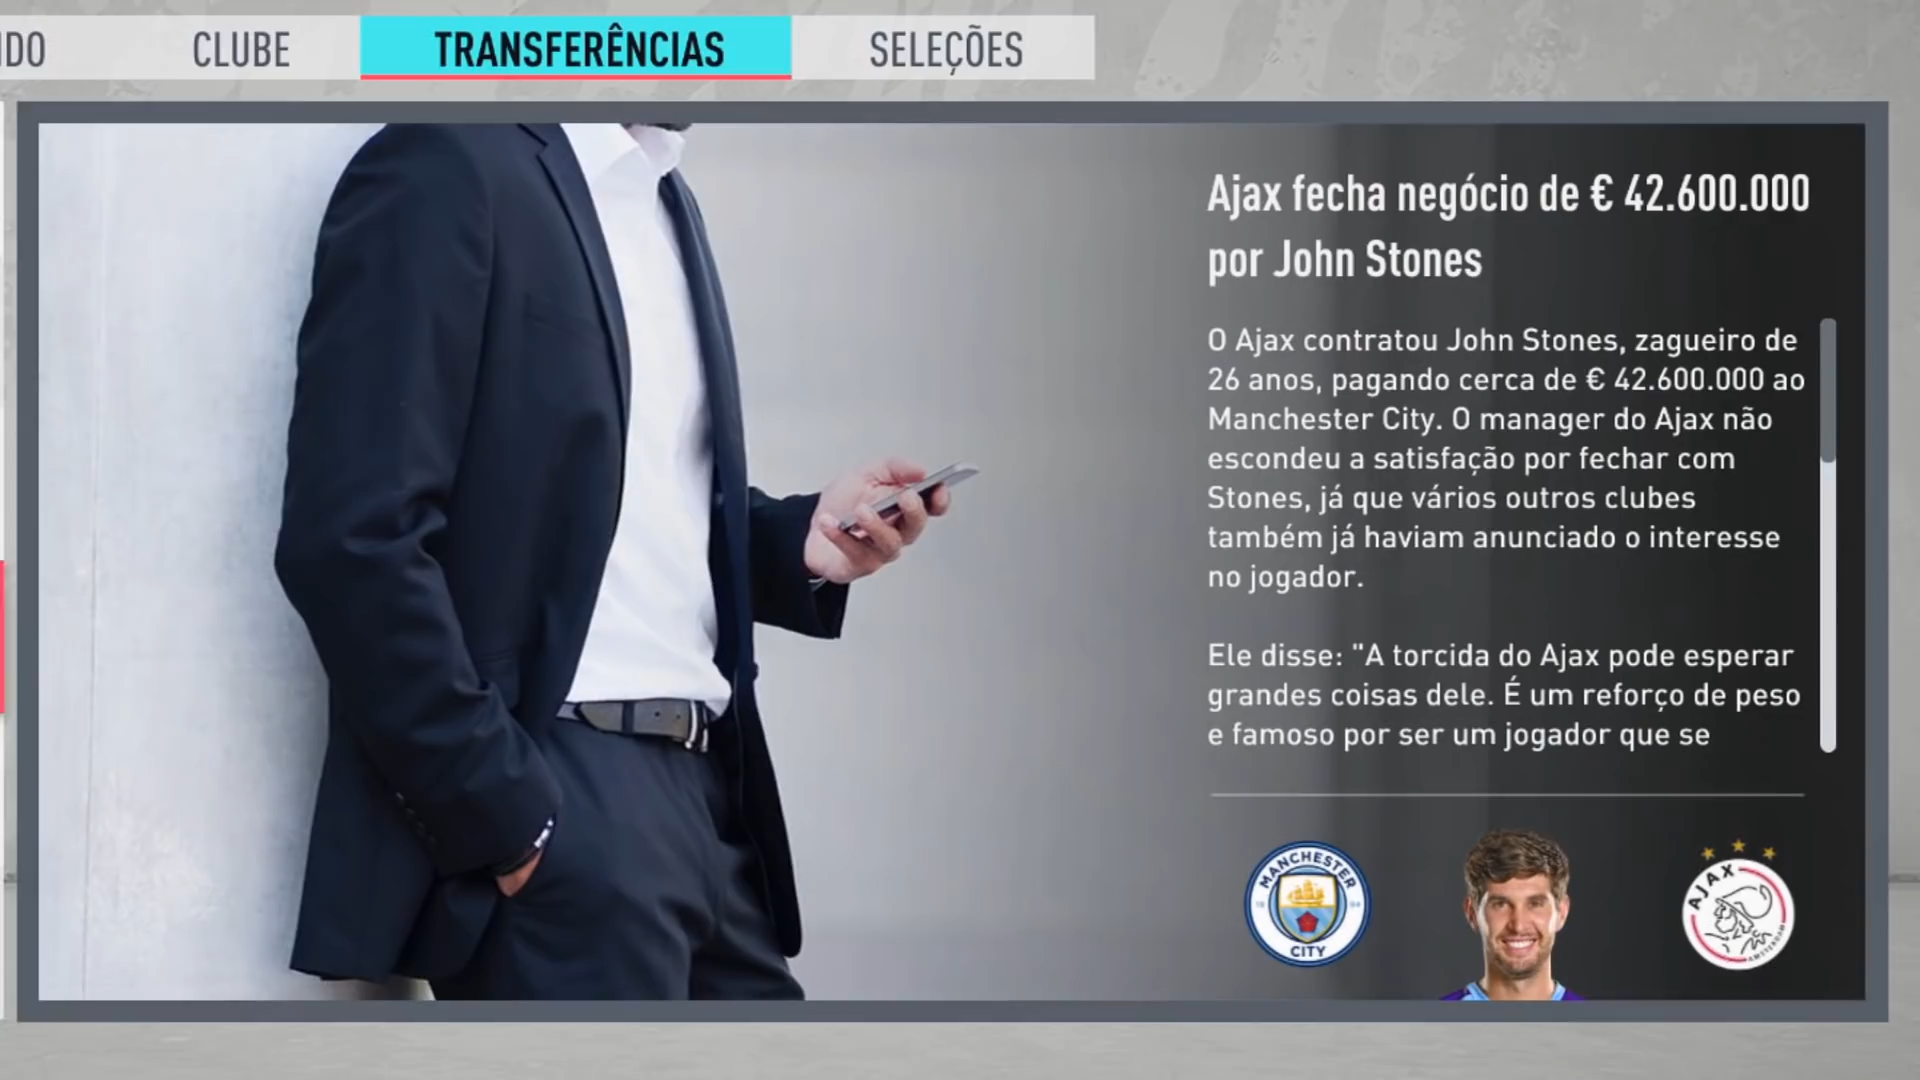 DO
CLUBE
TRANSFERÊNCIAS
SELEÇÕES
Ajax fecha negócio de € 42.600.000
por John Stones
O Ajax contratou John Stones, zagueiro de
26 anos, pagando cerca de € 42.600.000 ao
Manchester City. O manager do Ajax não
escondeu a satisfação por fechar com
Stones, já que vários outros clubes
também já haviam anunciado o interesse
no jogador.
Ele disse: "A torcida do Ajax pode esperar
grandes coisas dele. É um reforço de peso
e famoso por ser um jogador que se
MANCHESTER
18 94
CITY
AJAX
AMSTERDAM